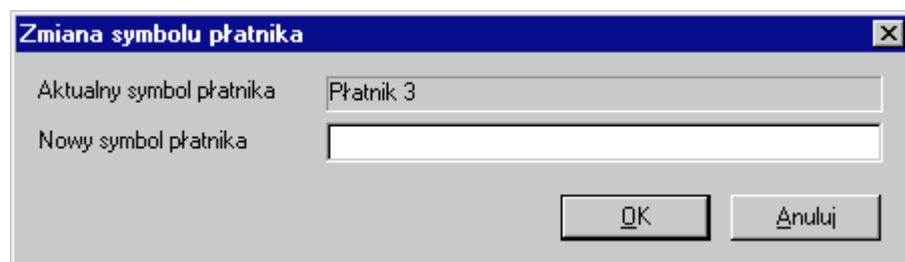 Zmiana symbolu płatnika
Aktualny symbol płatnika Płatnik 3
Nowy symbol płatnika
OK Anuluj